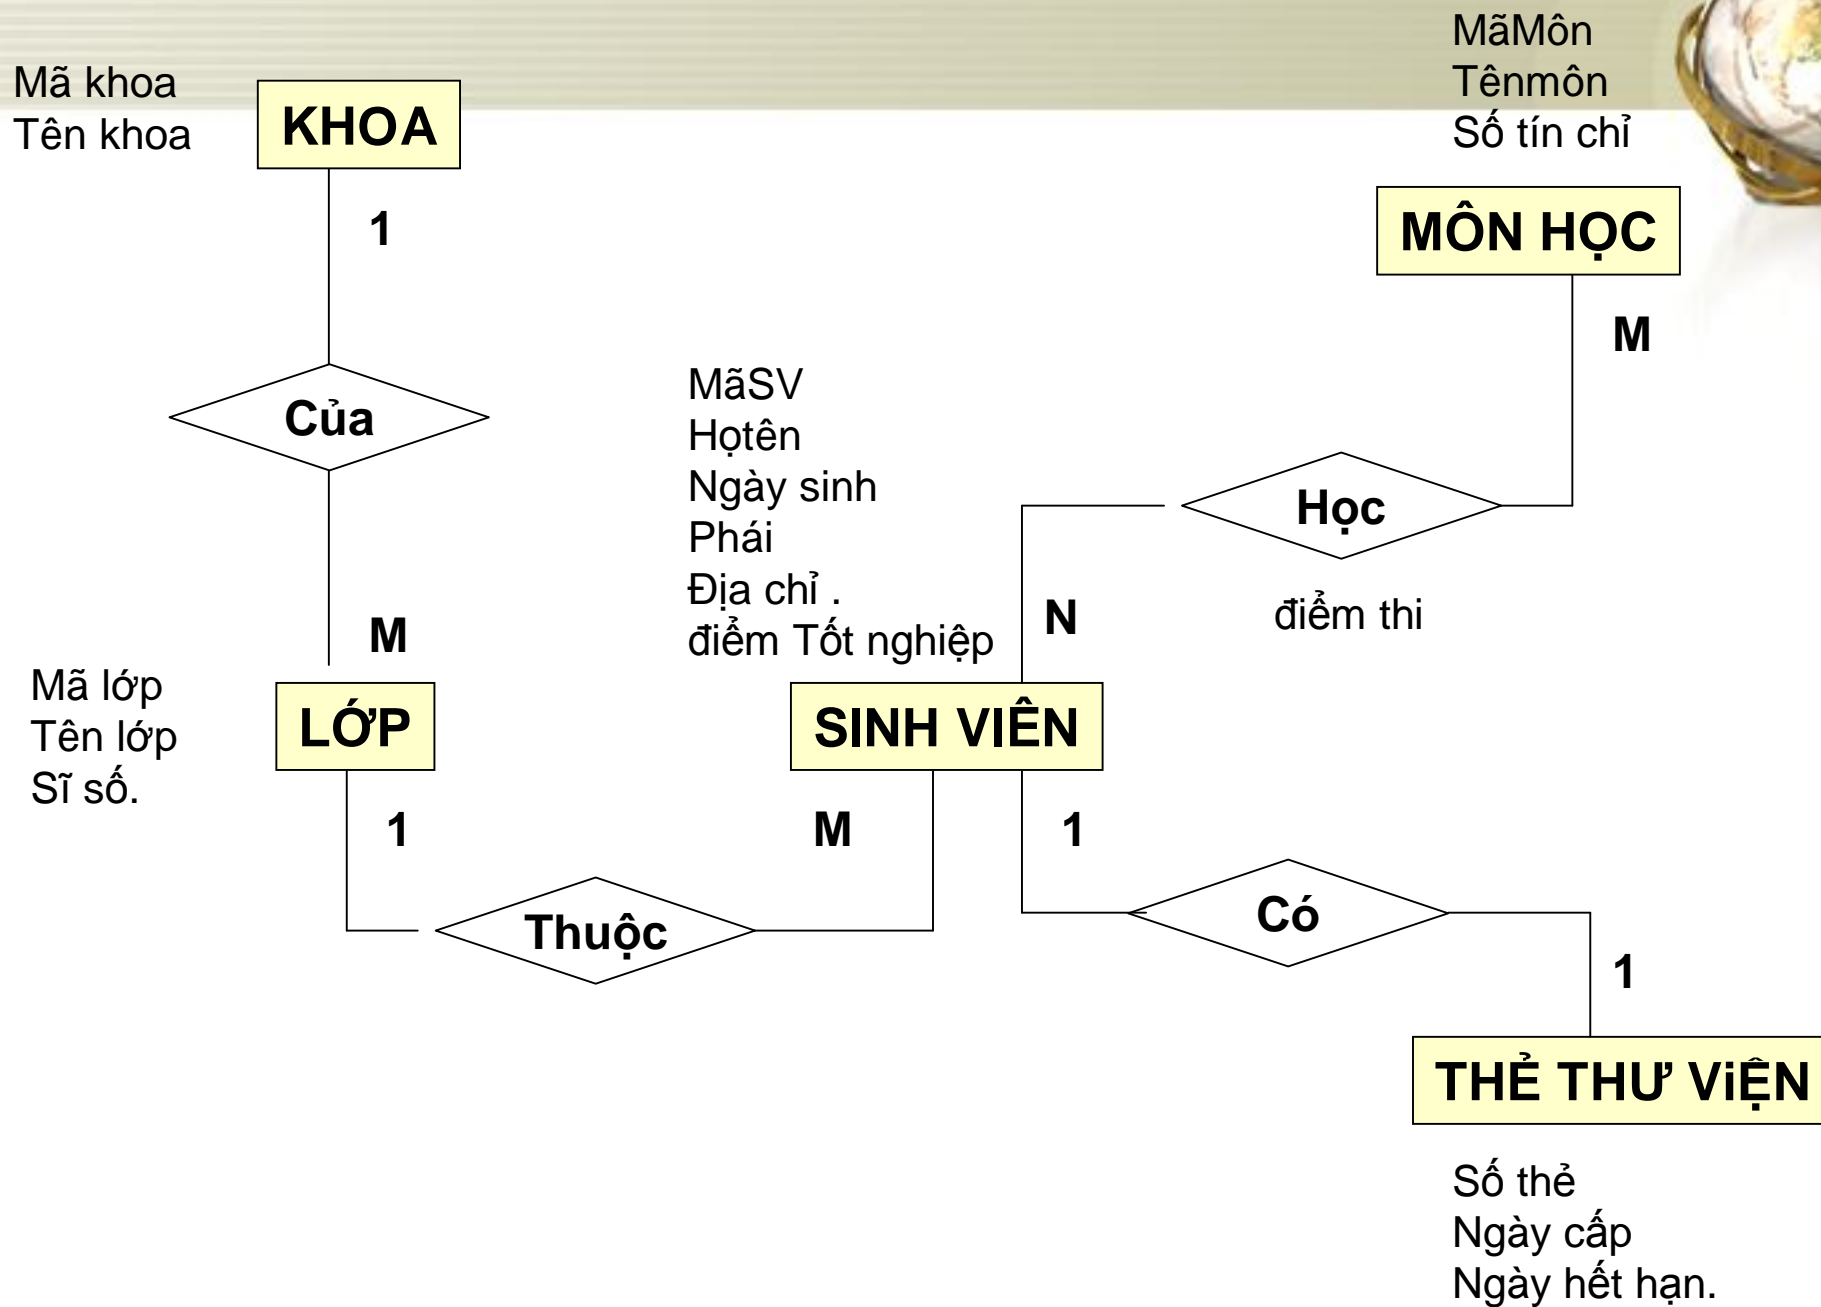 Mã khoa
Tên khoa
KHOA
1
Của
M
Mã lớp
Tên lớp
Sĩ số.
LỚP
1
Thuộc
M
MãSV
Họtên
Ngày sinh
Phái
Địa chỉ .
điểm Tốt nghiệp
SINH VIÊN
N
Học
điểm thi
MãMôn
Tênmôn
Số tín chỉ
MÔN HỌC
M
1
Có
1
THẺ THƯ ViỆN
Số thẻ
Ngày cấp
Ngày hết hạn.